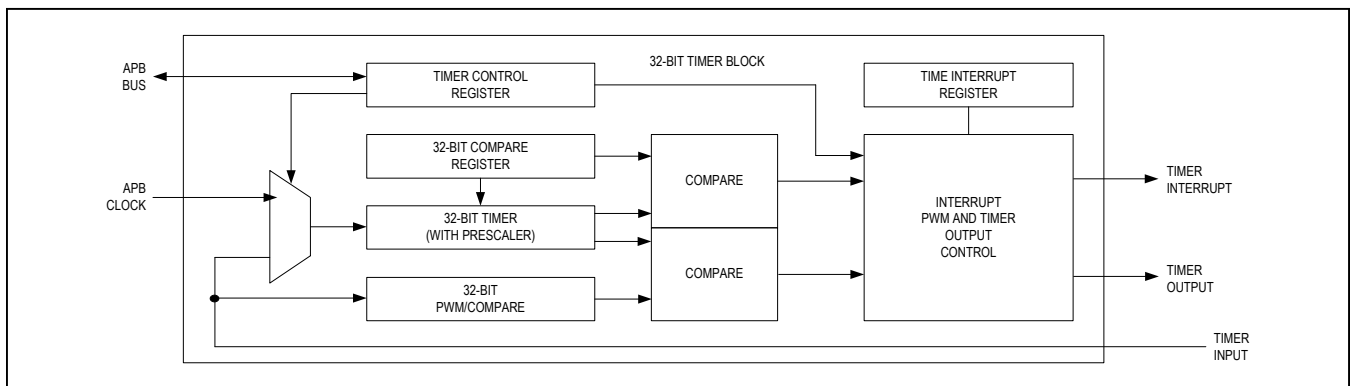 APB
BUS
TIMER CONTROL
REGISTER
32-BIT TIMER BLOCK
TIME INTERRUPT
REGISTER
32-BIT COMPARE
REGISTER
COMPARE
APB
CLOCK
32-BIT TIMER
(WITH PRESCALER)
INTERRUPT
PWM AND TIMER
OUTPUT
CONTROL
TIMER
INTERRUPT
32-BIT
PWM/COMPARE
COMPARE
TIMER
OUTPUT
TIMER
INPUT